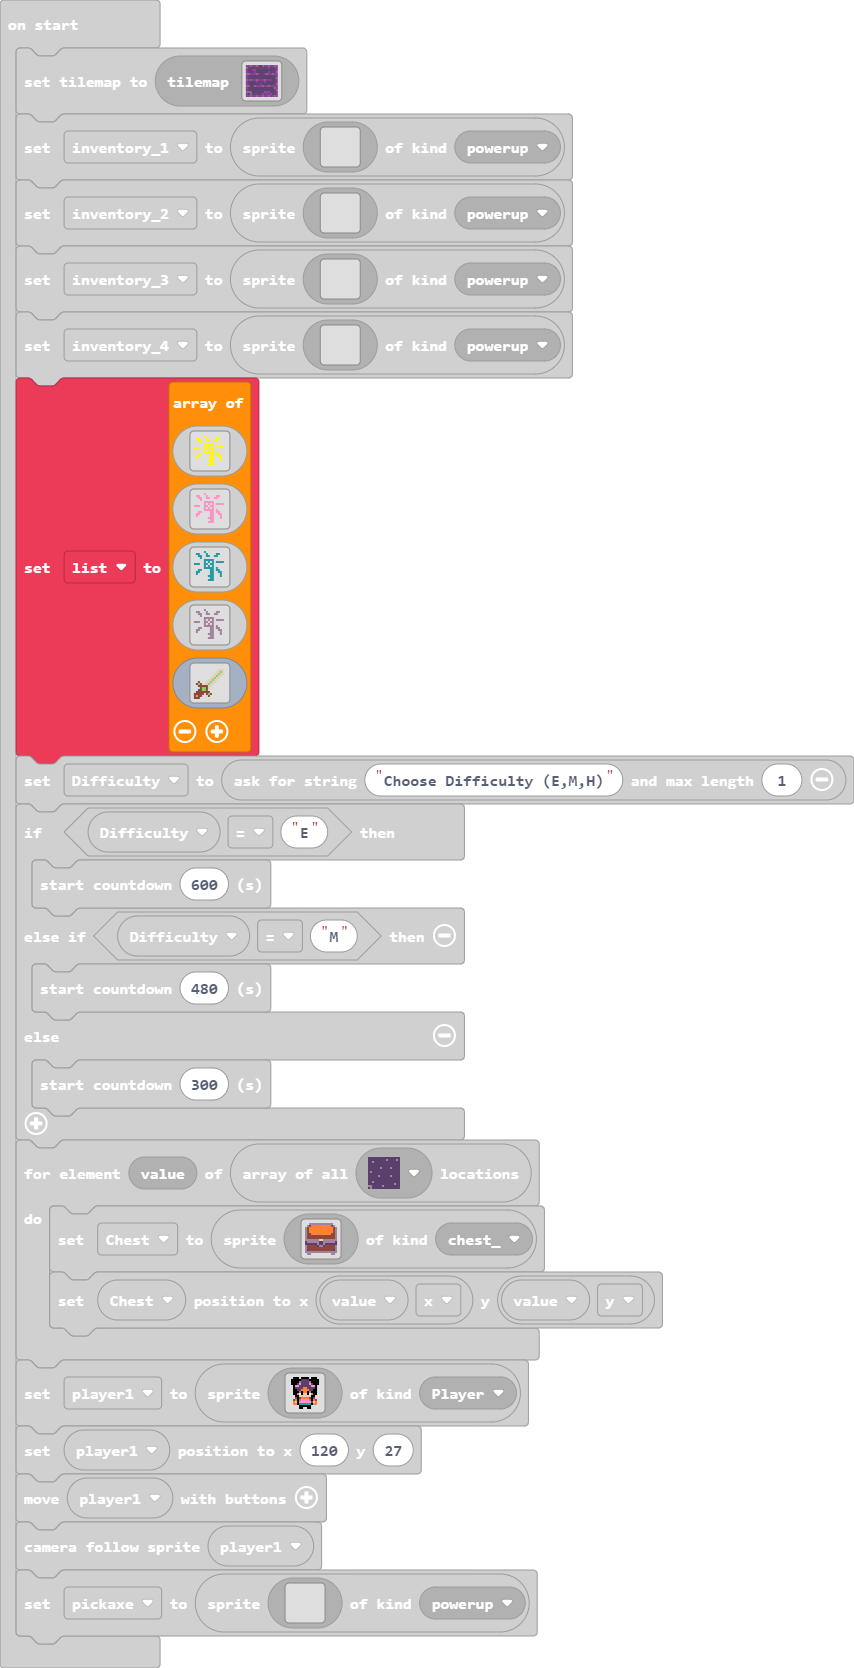 on start
set tilemap to tilemap
set inventory_1 to sprite of kind powerup
set inventory_2 to sprite of kind powerup
set inventory_3 to sprite of kind powerup
set inventory_4 to sprite of kind powerup
array of
set list to
set Difficulty to ask for string "Choose Difficulty (E,M,H)" and max length 1
if Difficulty = "E" then
start countdown 600 (s)
else if Difficulty = "M" then
start countdown 480 (s)
else
start countdown 300 (s)
for element value of array of all locations
do
set Chest to sprite of kind chest_
set Chest position to x value x y value y
set player1 to sprite of kind Player
set player1 position to x 120 y 27
move player1 with buttons
camera follow sprite player1
set pickaxe to sprite of kind powerup